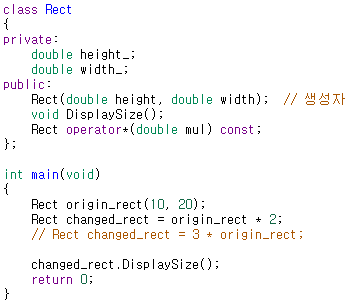 class Rect
{
private:
    double height_;
    double width_;
public:
    Rect(double height, double width);  // 생성자
    void DisplaySize();
    Rect operator*(double mul) const;
};

int main(void)
{
    Rect origin_rect(10, 20);
    Rect changed_rect = origin_rect * 2;
    // Rect changed_rect = 3 * origin_rect;

    changed_rect.DisplaySize();
    return 0;
}